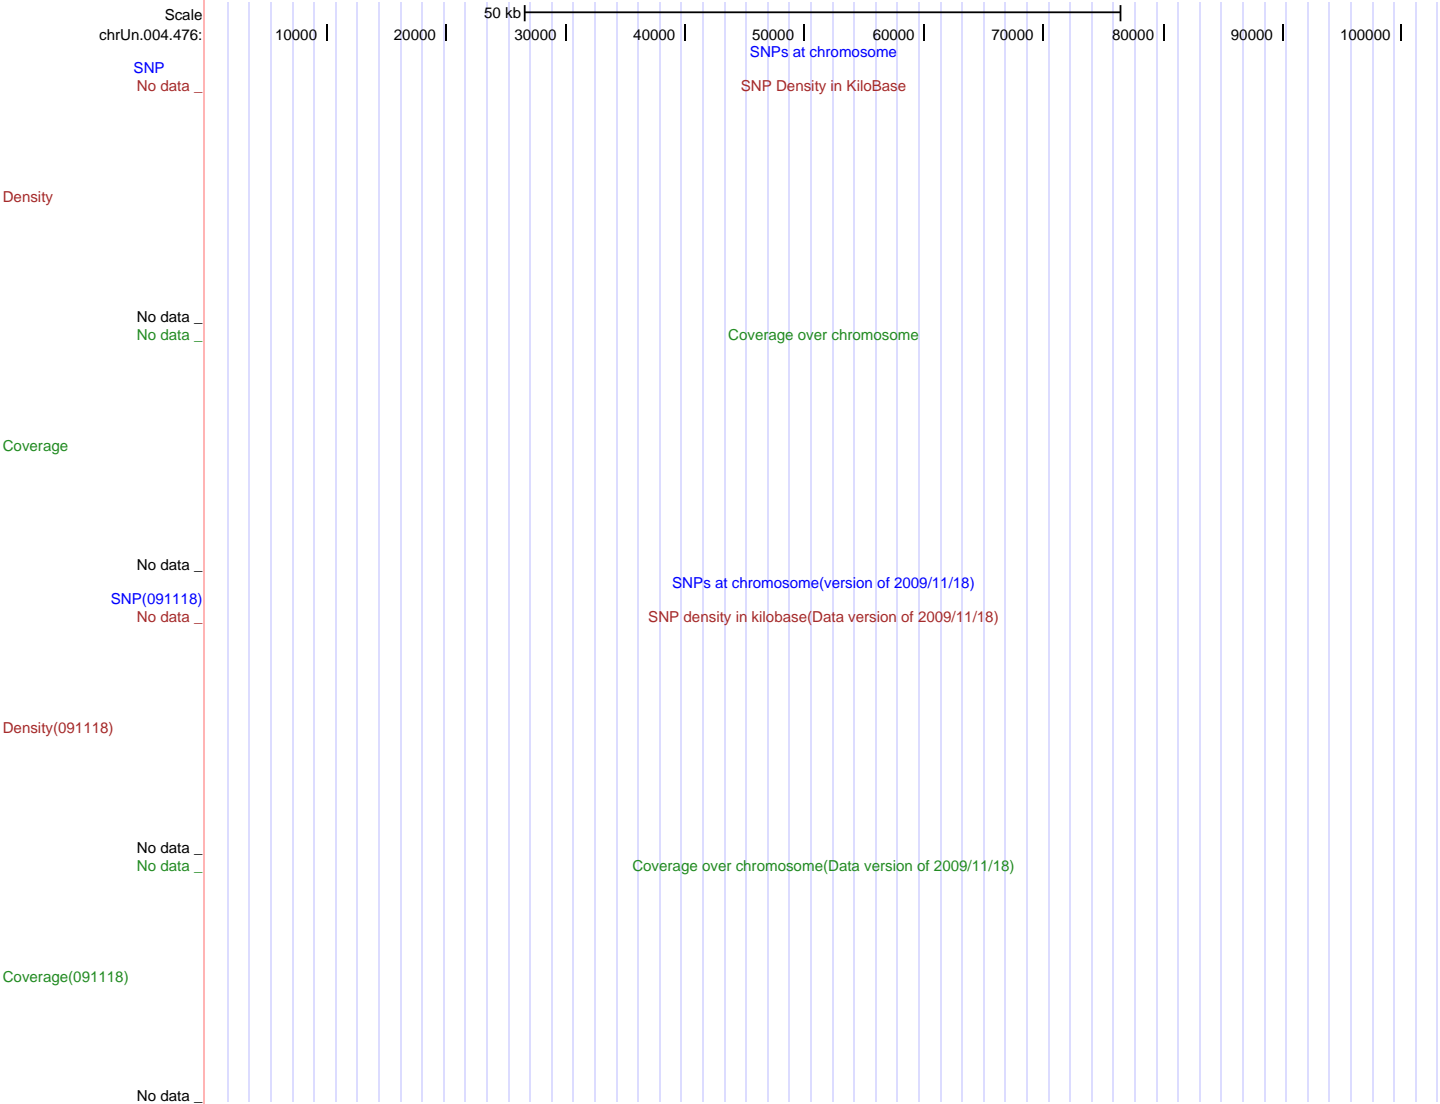 Scale 50 kb
chrUn.004.476: 10000 20000 30000 40000 50000 60000 70000 80000 90000 100000
SNPs at chromosome
SNP
No data _ SNP Density in KiloBase
Density
No data _
No data _ Coverage over chromosome
Coverage
No data _
SNPs at chromosome(version of 2009/11/18)
SNP(091118)
No data _ SNP density in kilobase(Data version of 2009/11/18)
Density(091118)
No data _
No data _ Coverage over chromosome(Data version of 2009/11/18)
Coverage(091118)
No data _